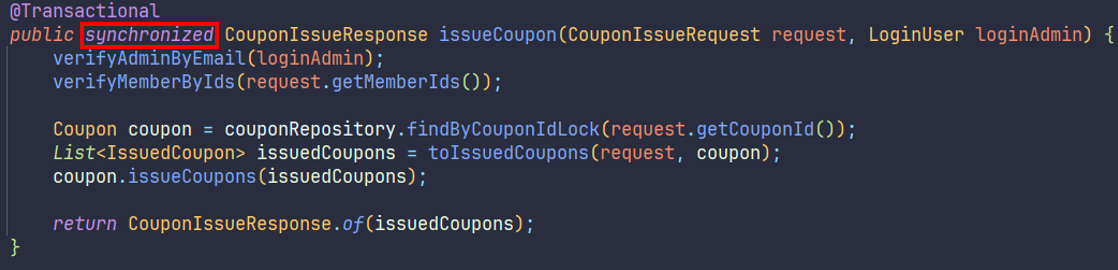 @Transactional
public synchronized CouponIssueResponse issueCoupon(CouponIssueRequest request, LoginUser loginAdmin) {
verifyAdminByEmail(loginAdmin);
verifyMemberByIds(request.getMemberIds());
Coupon coupon = couponRepository.findByCouponIdLock(request.getCouponId());
List<IssuedCoupon> issuedCoupons = toIssuedCoupons(request, coupon);
coupon.issueCoupons(issuedCoupons);
return CouponIssueResponse.of(issuedCoupons);
}